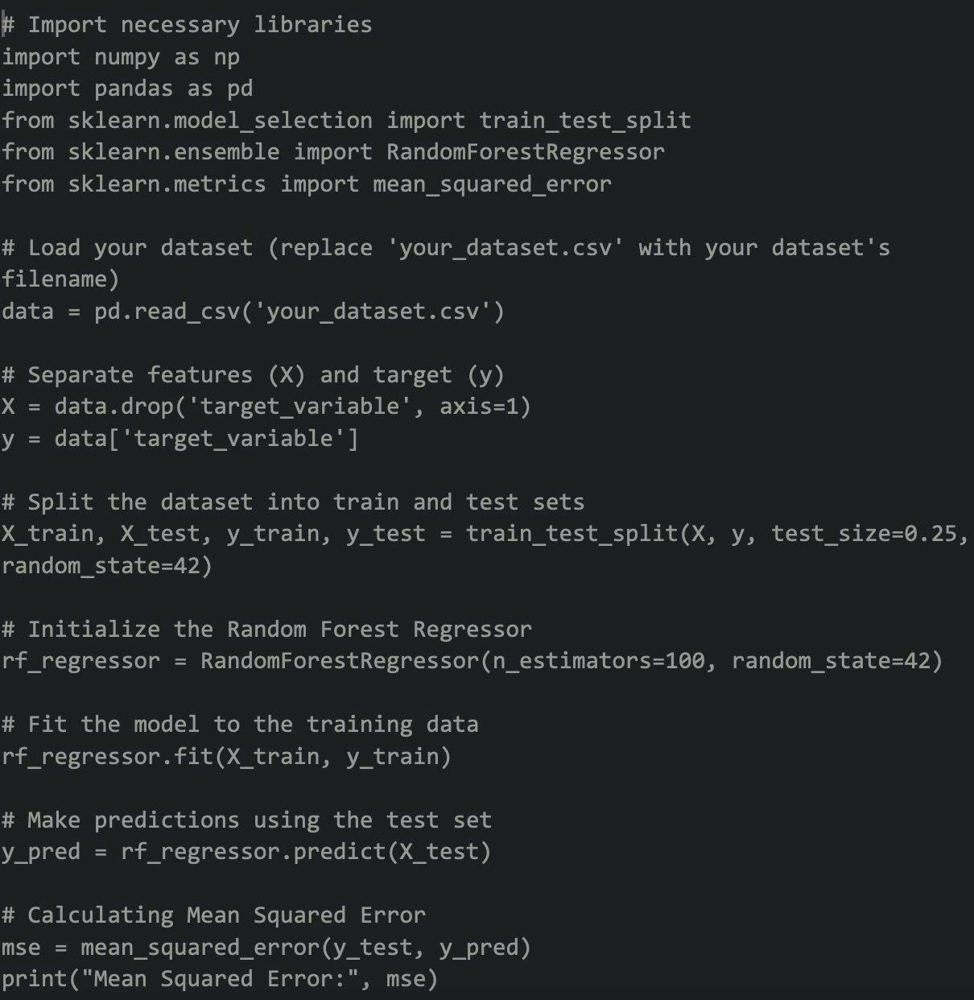 # Import necessary libraries
import numpy as np
import pandas as pd
from sklearn.model_selection import train_test_split
from sklearn.ensemble import RandomForestRegressor
from sklearn.metrics import mean_squared_error

# Load your dataset (replace 'your_dataset.csv' with your dataset's
filename)
data = pd.read_csv('your_dataset.csv')

# Separate features (X) and target (y)
X = data.drop('target_variable', axis=1)
y = data['target_variable']

# Split the dataset into train and test sets
X_train, X_test, y_train, y_test = train_test_split(X, y, test_size=0.25,
random_state=42)

# Initialize the Random Forest Regressor
rf_regressor = RandomForestRegressor(n_estimators=100, random_state=42)

# Fit the model to the training data
rf_regressor.fit(X_train, y_train)

# Make predictions using the test set
y_pred = rf_regressor.predict(X_test)

# Calculating Mean Squared Error
mse = mean_squared_error(y_test, y_pred)
print("Mean Squared Error:", mse)